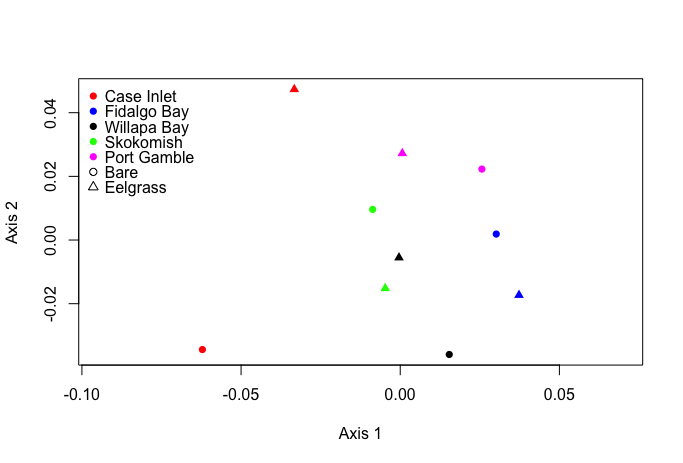 Case Inlet
Fidalgo Bay
Willapa Bay
Skokomish
Port Gamble
Bare
Eelgrass
0.04
0.02
0.00
-0.02
Axis 2
-0.10
-0.05
0.00
0.05
Axis 1